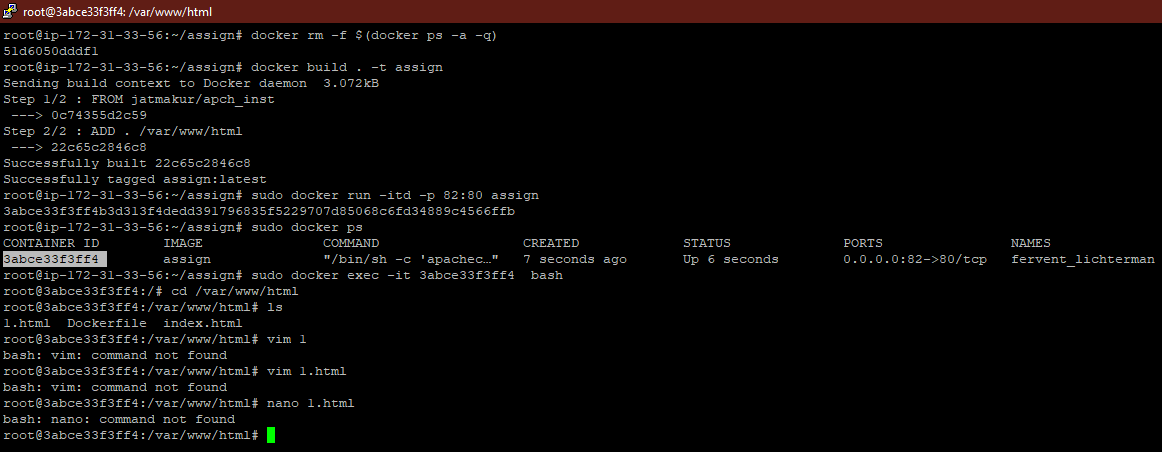 root@3abce33f3ff4: /var/www/html
root@ip-172-31-33-56:~/assign# docker rm -f $(docker ps -a -q)
51d6050dddf1
root@ip-172-31-33-56:~/assign# docker build . -t assign
Sending build context to Docker daemon  3.072kB
Step 1/2 : FROM jatmakur/apch_inst
 ---> 0c74355d2c59
Step 2/2 : ADD . /var/www/html
 ---> 22c65c2846c8
Successfully built 22c65c2846c8
Successfully tagged assign:latest
root@ip-172-31-33-56:~/assign# sudo docker run -itd -p 82:80 assign
3abce33f3ff4b3d313f4dedd391796835f5229707d85068c6fd34889c4566ffb
root@ip-172-31-33-56:~/assign# sudo docker ps
CONTAINER ID        IMAGE               COMMAND                  CREATED             STATUS              PORTS                NAMES
3abce33f3ff4        assign              "/bin/sh -c 'apachec…"   7 seconds ago       Up 6 seconds        0.0.0.0:82->80/tcp   fervent_lichterman
root@ip-172-31-33-56:~/assign# sudo docker exec -it 3abce33f3ff4  bash
root@3abce33f3ff4:/# cd /var/www/html
root@3abce33f3ff4:/var/www/html# ls
1.html  Dockerfile  index.html
root@3abce33f3ff4:/var/www/html# vim 1
bash: vim: command not found
root@3abce33f3ff4:/var/www/html# vim 1.html
bash: vim: command not found
root@3abce33f3ff4:/var/www/html# nano 1.html
bash: nano: command not found
root@3abce33f3ff4:/var/www/html#